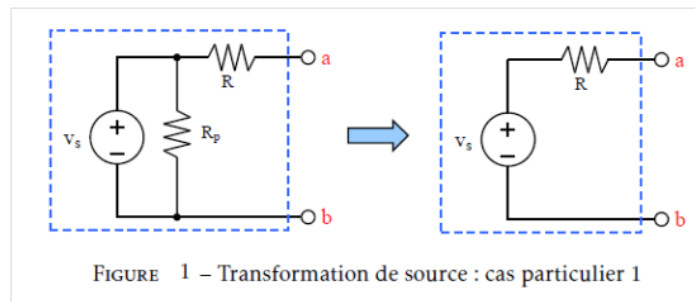 a
R
+
Vs
Rp
−
b
a
R
+
Vs
−
b
FIGURE 1 – Transformation de source : cas particulier 1